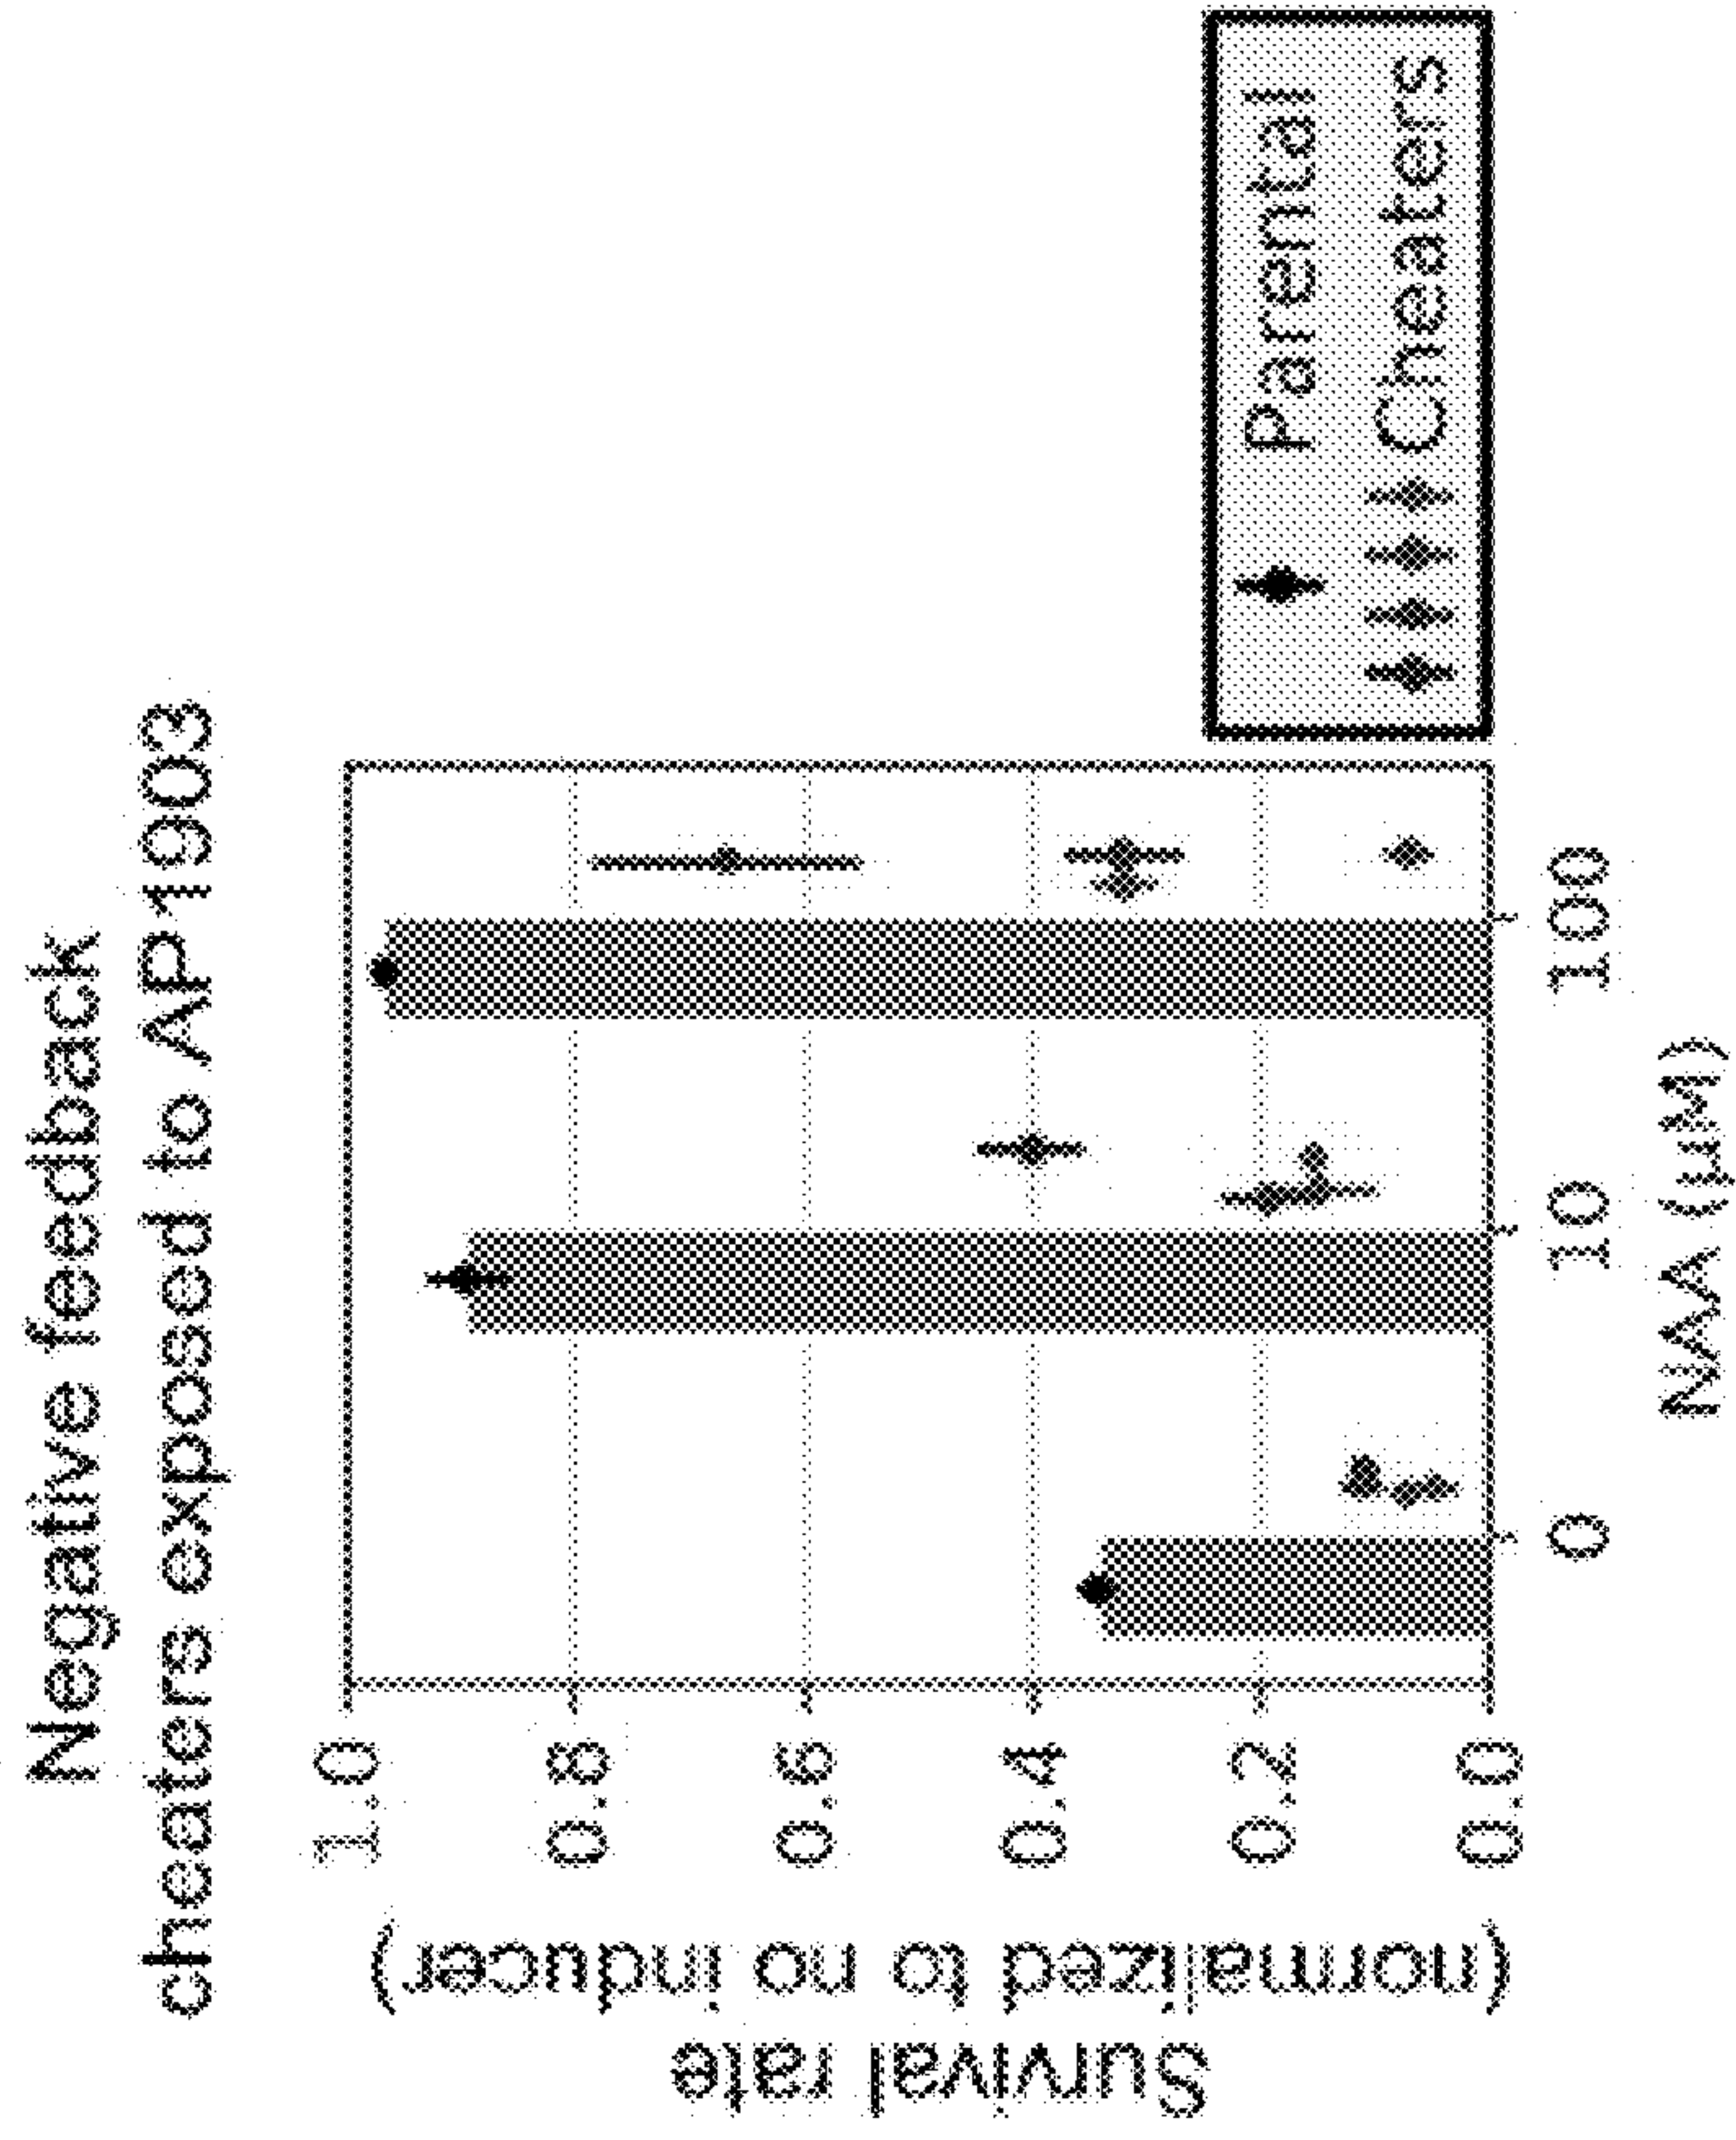 Negative feedback
cheaters exposed to AP1903
Survival rate
(normalized to no inducer)
1.0
0.8
0.6
0.4
0.2
0.0
0
10
100
NAA (µM)
Parental
Cheaters